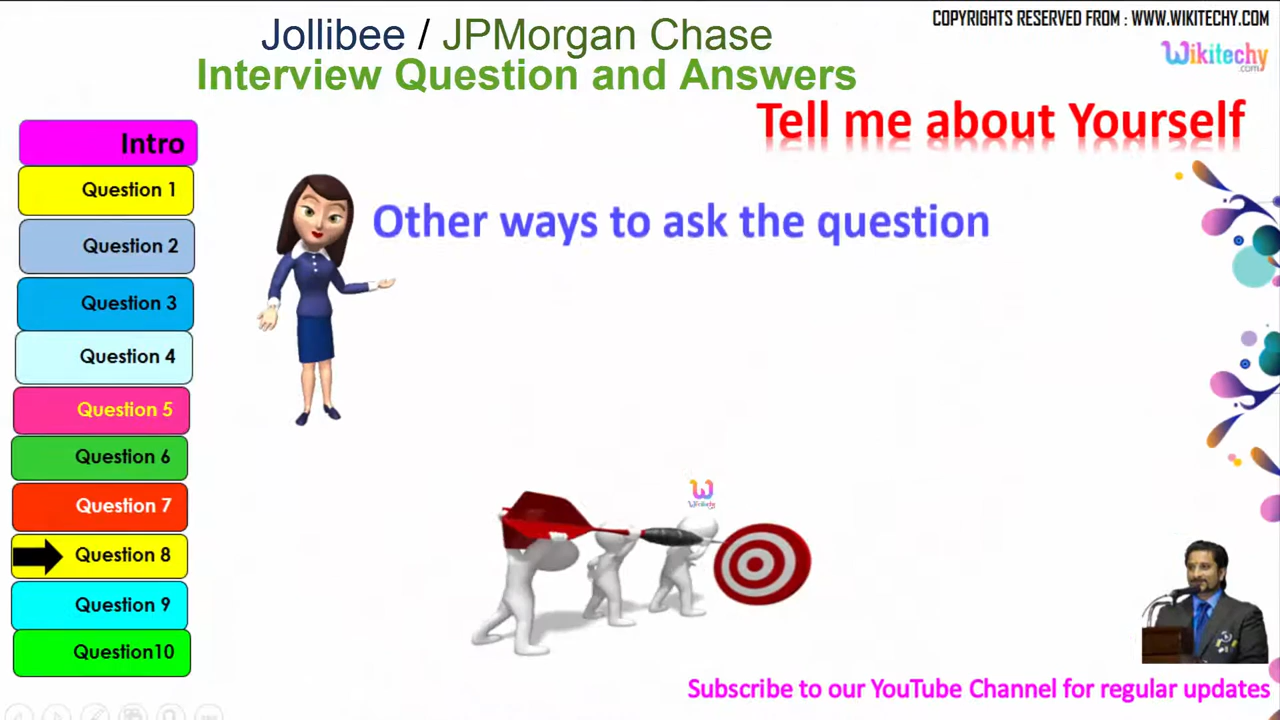 COPYRIGHTS RESERVED FROM : WWW.WIKITECHY.COM
Jollibee / JPMorgan Chase
Interview Question and Answers
Wikitechy
.com
Tell me about Yourself
Intro
Question 1
Question 2
Question 3
Question 4
Question 5
Question 6
Question 7
Question 8
Question 9
Question10
Other ways to ask the question
W
Wikitechy
Subscribe to our YouTube Channel for regular updates